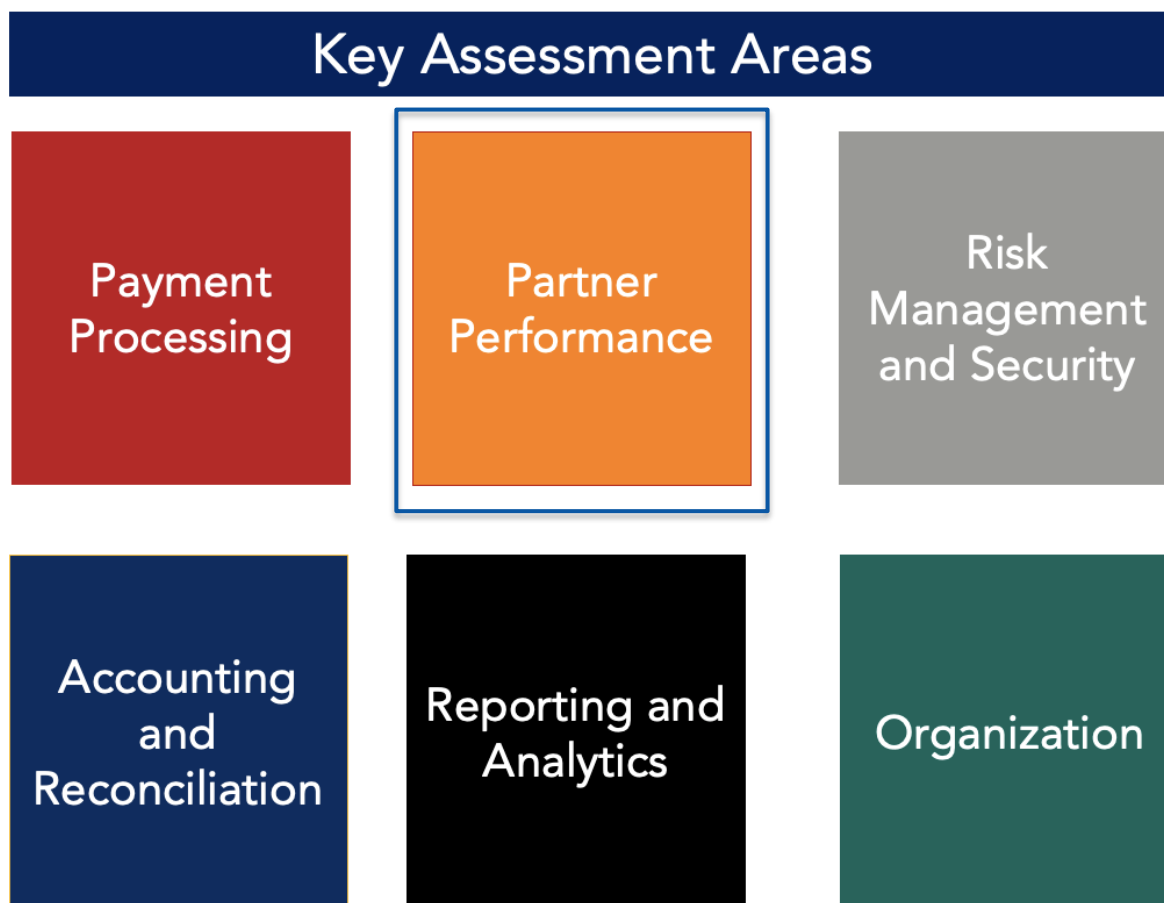 Key Assessment Areas
Payment
Processing
Partner
Performance
Risk
Management
and Security
Accounting
and
Reconciliation
Reporting and
Analytics
Organization